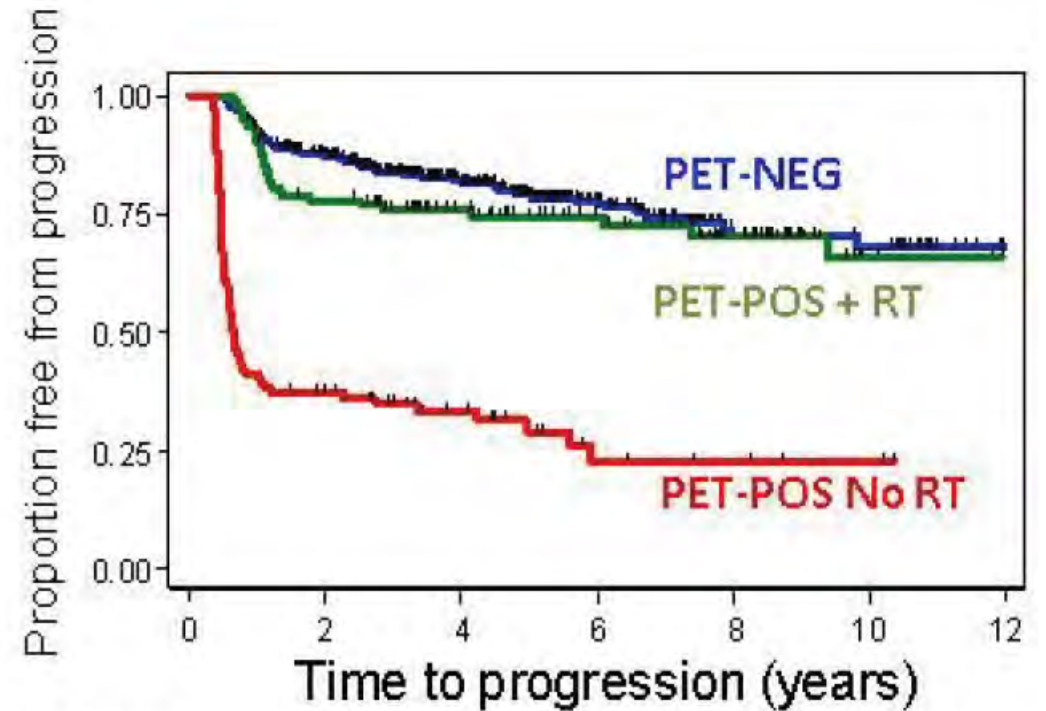 Proportion free from progression
1.00
0.75
0.50
0.25
0.00
PET-NEG
PET-POS + RT
PET-POS No RT
0 2 4 6 8 10 12
Time to progression (years)